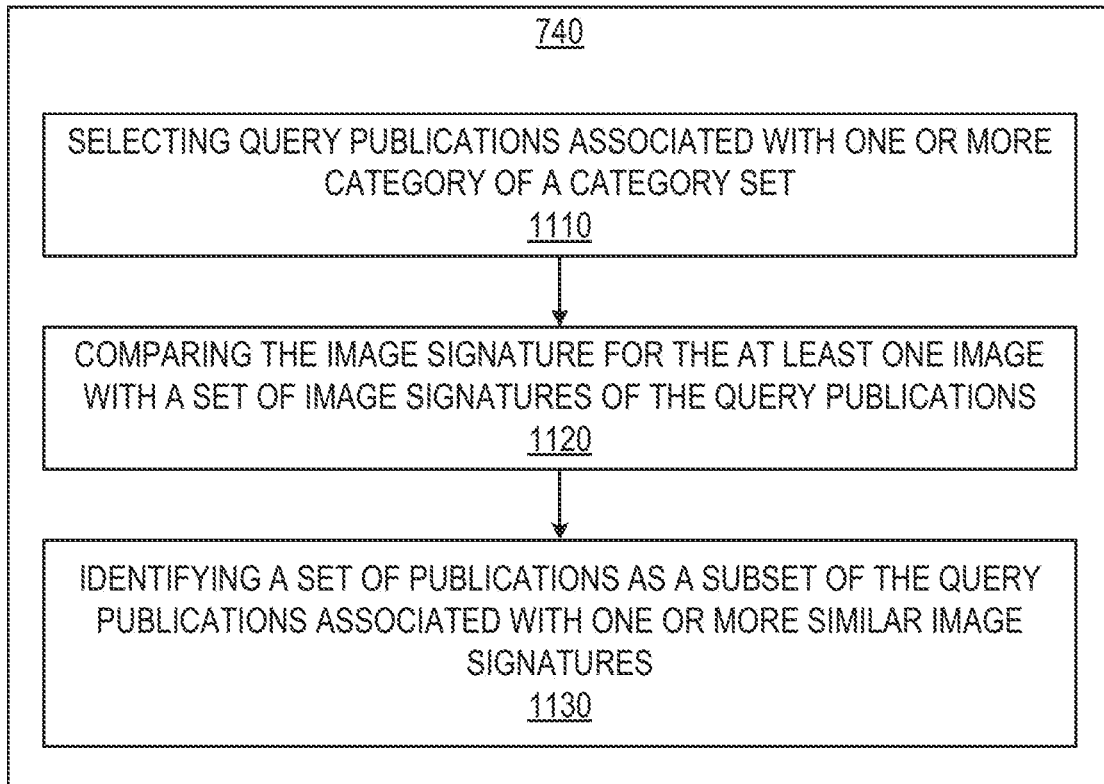 740
SELECTING QUERY PUBLICATIONS ASSOCIATED WITH ONE OR MORE
CATEGORY OF A CATEGORY SET
1110
COMPARING THE IMAGE SIGNATURE FOR THE AT LEAST ONE IMAGE
WITH A SET OF IMAGE SIGNATURES OF THE QUERY PUBLICATIONS
1120
IDENTIFYING A SET OF PUBLICATIONS AS A SUBSET OF THE QUERY
PUBLICATIONS ASSOCIATED WITH ONE OR MORE SIMILAR IMAGE
SIGNATURES
1130